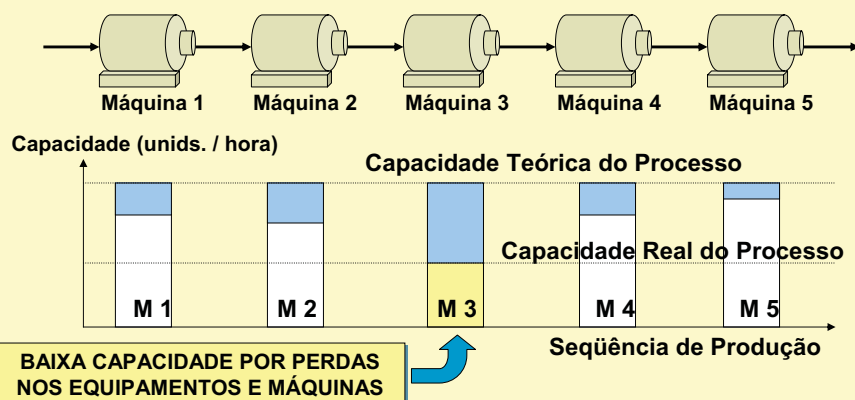 Máquina 1
Máquina 2
Máquina 3
Máquina 4
Máquina 5
Capacidade (unids. / hora)
Capacidade Teórica do Processo
Capacidade Real do Processo
M 1
M 2
M 3
M 4
M 5
Seqüência de Produção
BAIXA CAPACIDADE POR PERDAS
NOS EQUIPAMENTOS E MÁQUINAS